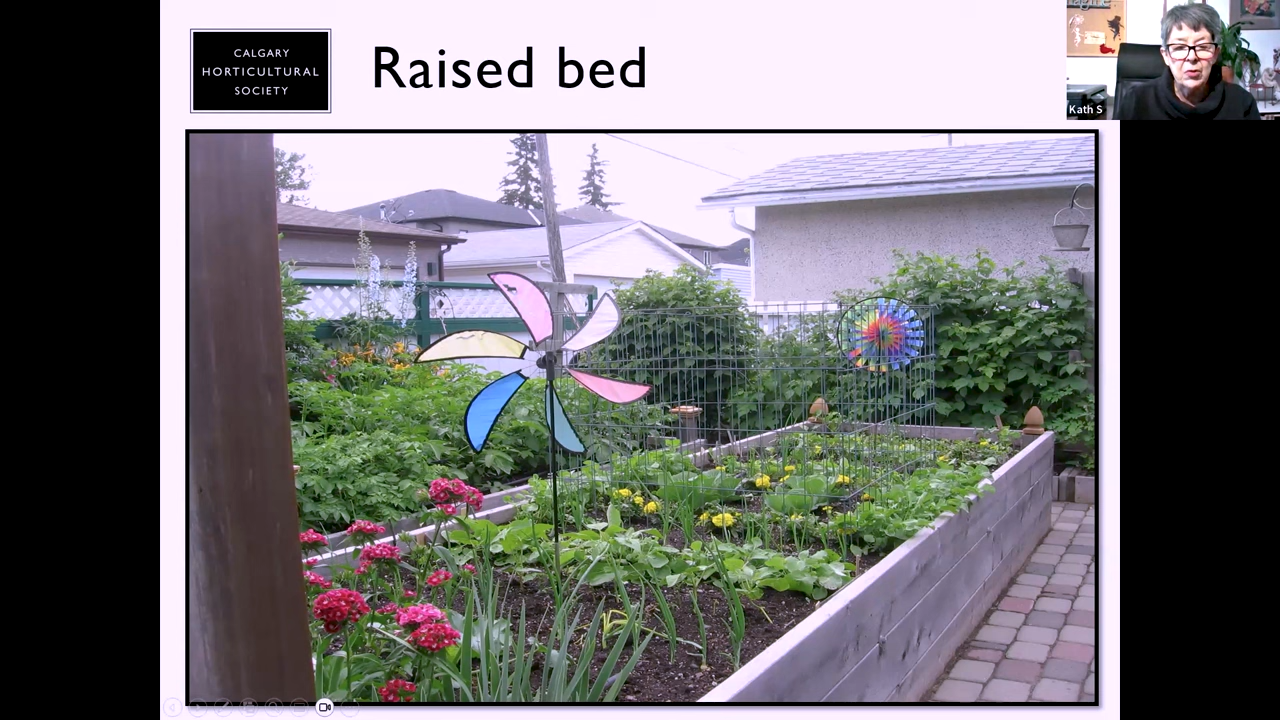 CALGARY
HORTICULTURAL
SOCIETY
Raised bed
Kath S